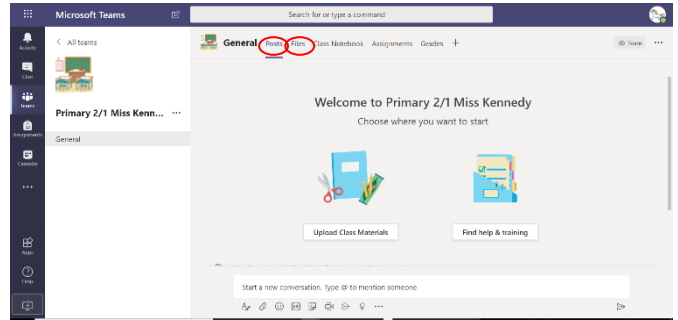 Microsoft Teams
Search for or type a command
Activity
Chat
Teams
Assignments
Calendar
Apps
Help
All teams
Primary 2/1 Miss Kenn...
General
General Posts Files Class Notebook Assignments Grades
Team
Welcome to Primary 2/1 Miss Kennedy
Choose where you want to start
Upload Class Materials
Find help & training
Start a new conversation. Type @ to mention someone.